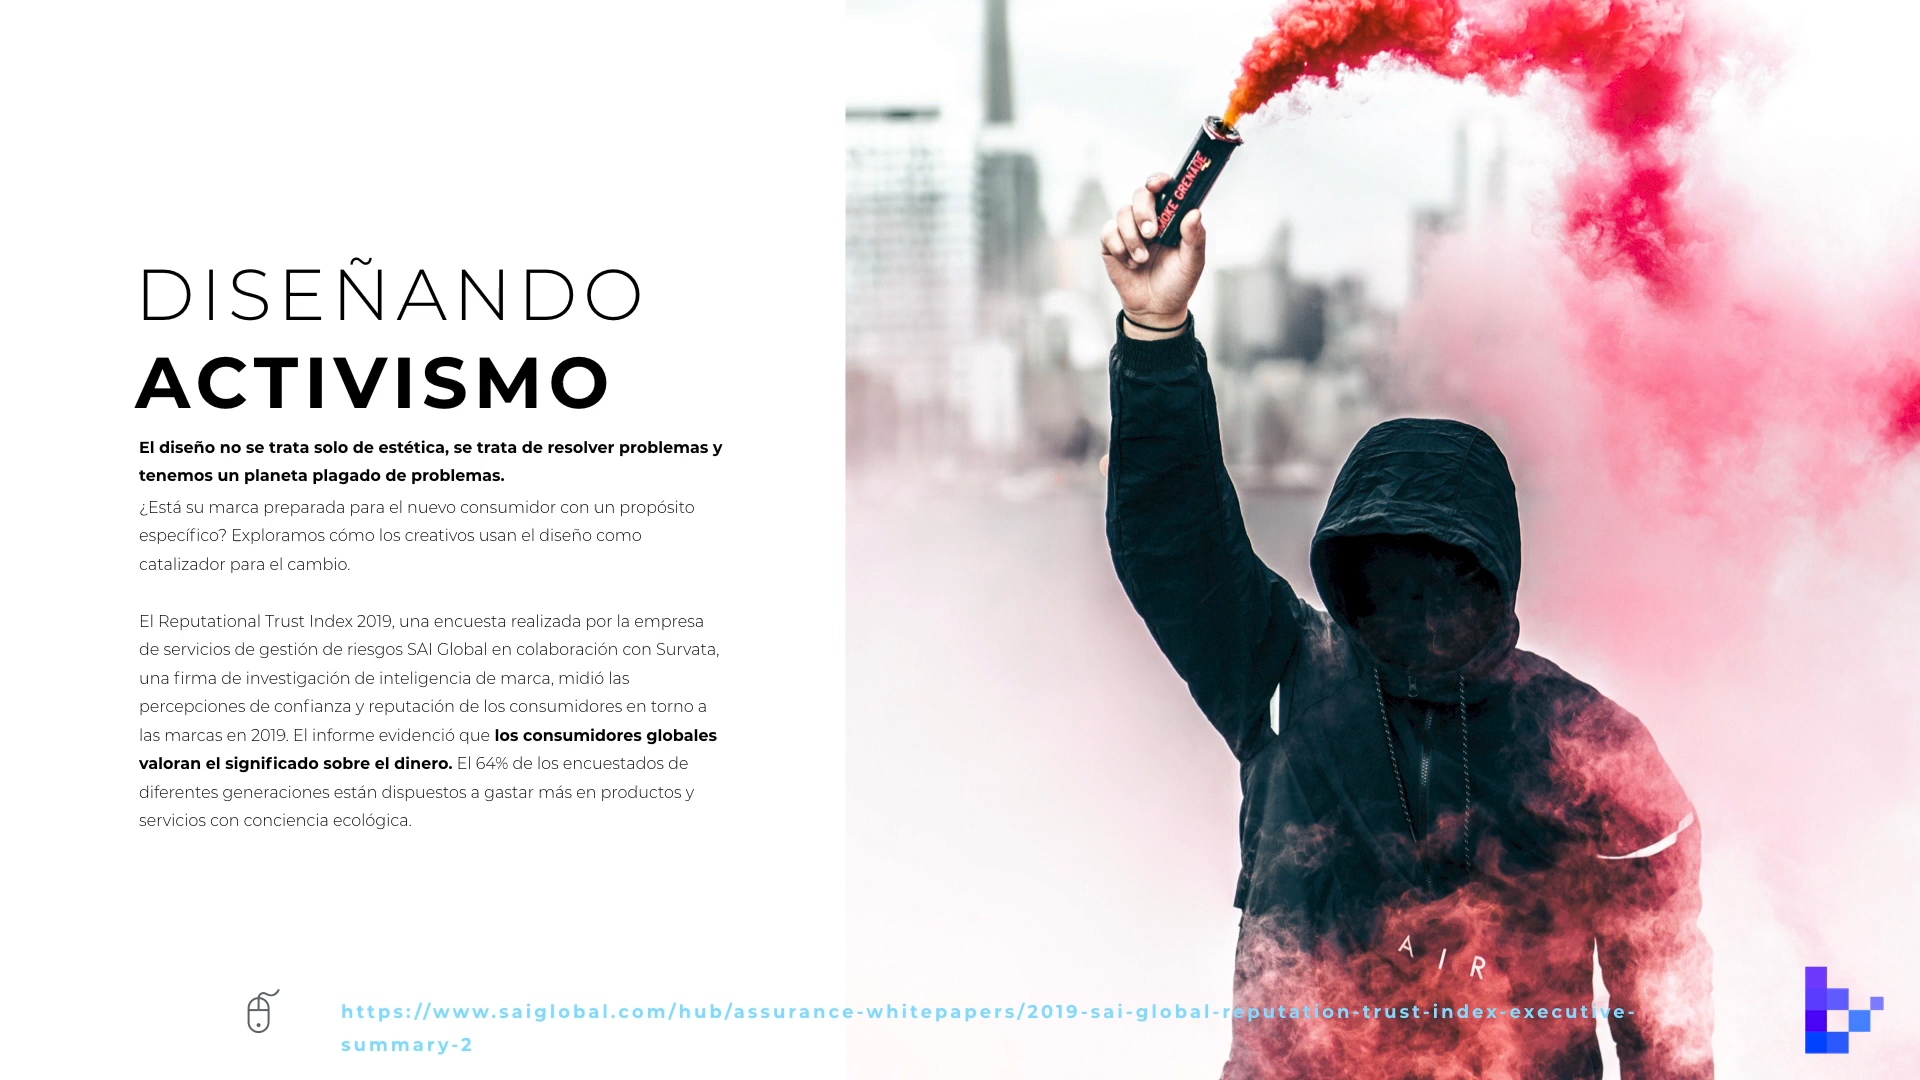 DISEÑANDO
ACTIVISMO
El diseño no se trata solo de estética, se trata de resolver problemas y
tenemos un planeta plagado de problemas.
¿Está su marca preparada para el nuevo consumidor con un propósito
específico? Exploramos cómo los creativos usan el diseño como
catalizador para el cambio.
El Reputational Trust Index 2019, una encuesta realizada por la empresa
de servicios de gestión de riesgos SAI Global en colaboración con Survata,
una firma de investigación de inteligencia de marca, midió las
percepciones de confianza y reputación de los consumidores en torno a
las marcas en 2019. El informe evidenció que los consumidores globales
valoran el significado sobre el dinero. El 64% de los encuestados de
diferentes generaciones están dispuestos a gastar más en productos y
servicios con conciencia ecológica.
GRENADE
AIR
https://www.saiglobal.com/hub/assurance-whitepapers/2019-sai-global-reputation-trust-index-executive-
summary-2